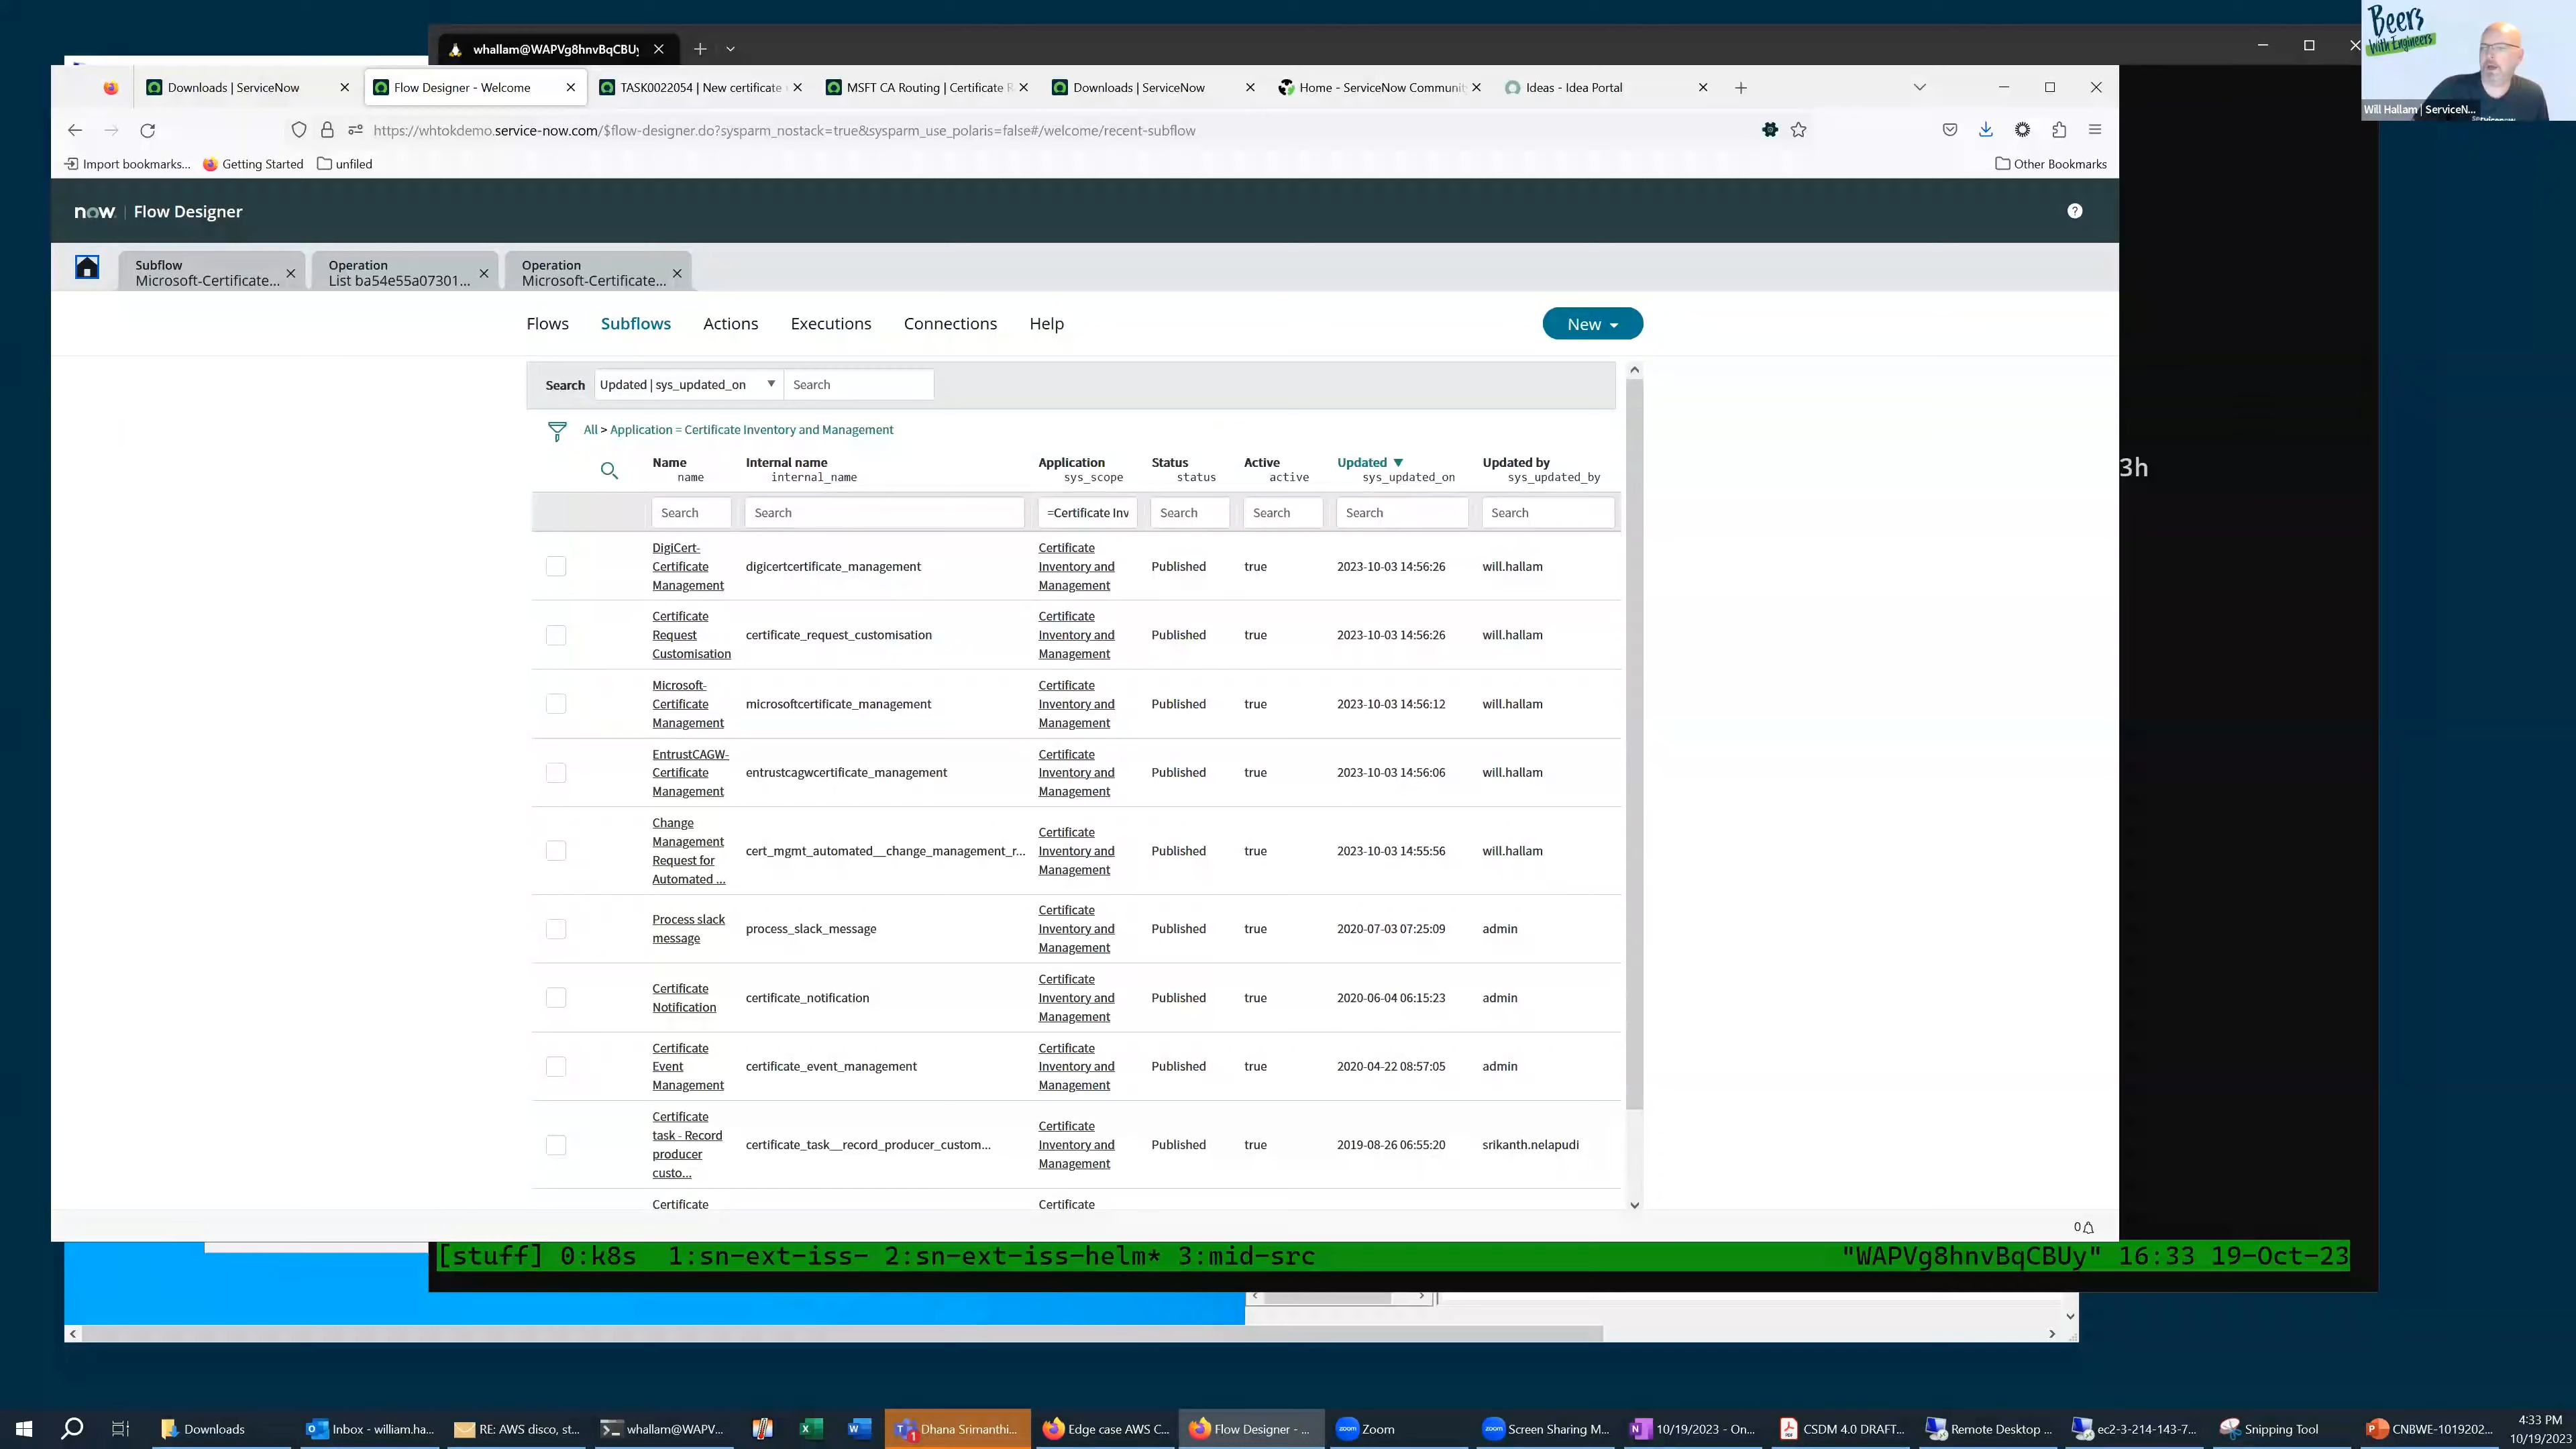 whallam@WAPVg8hnvBqCBUy
Beers
With Engineers
Will Hallam | ServiceN...
Downloads | ServiceNow
Flow Designer - Welcome
TASK0022054 | New certificate
MSFT CA Routing | Certificate R
Downloads | ServiceNow
Home - ServiceNow Communit
Ideas - Idea Portal
https://whtokdemo.service-now.com/$flow-designer.do?sysparm_nostack=true&sysparm_use_polaris=false#/welcome/recent-subflow
Import bookmarks...
Getting Started
unfiled
Other Bookmarks
now
Flow Designer
Subflow
Microsoft-Certificate...
Operation
List ba54e55a07301...
Operation
Microsoft-Certificate...
Flows
Subflows
Actions
Executions
Connections
Help
New
Search
Updated | sys_updated_on
Search
All > Application = Certificate Inventory and Management
3h
Name
name
Internal name
internal_name
Application
sys_scope
Status
status
Active
active
Updated
sys_updated_on
Updated by
sys_updated_by
Search
Search
=Certificate Inv
Search
Search
Search
Search
DigiCert-
Certificate
Management
digicertcertificate_management
Certificate
Inventory and
Management
Published
true
2023-10-03 14:56:26
will.hallam
Certificate
Request
Customisation
certificate_request_customisation
Certificate
Inventory and
Management
Published
true
2023-10-03 14:56:26
will.hallam
Microsoft-
Certificate
Management
microsoftcertificate_management
Certificate
Inventory and
Management
Published
true
2023-10-03 14:56:12
will.hallam
EntrustCAGW-
Certificate
Management
entrustcagwcertificate_management
Certificate
Inventory and
Management
Published
true
2023-10-03 14:56:06
will.hallam
Change
Management
Request for
Automated ...
cert_mgmt_automated__change_management_r...
Certificate
Inventory and
Management
Published
true
2023-10-03 14:55:56
will.hallam
Process slack
message
process_slack_message
Certificate
Inventory and
Management
Published
true
2020-07-03 07:25:09
admin
Certificate
Notification
certificate_notification
Certificate
Inventory and
Management
Published
true
2020-06-04 06:15:23
admin
Certificate
Event
Management
certificate_event_management
Certificate
Inventory and
Management
Published
true
2020-04-22 08:57:05
admin
Certificate
task - Record
producer
custo...
certificate_task__record_producer_custom...
Certificate
Inventory and
Management
Published
true
2019-08-26 06:55:20
srikanth.nelapudi
Certificate
Certificate
0
[stuff] 0:k8s 1:sn-ext-iss- 2:sn-ext-iss-helm* 3:mid-src
"WAPVg8hnvBqCBUy" 16:33 19-Oct-23
Downloads
Inbox - william.ha...
RE: AWS disco, st...
whallam@WAPV...
1
Dhana Srimanthi...
Edge case AWS C...
Flow Designer - ...
zoom
Zoom
zoom
Screen Sharing M...
10/19/2023 - On...
CSDM 4.0 DRAFT...
Remote Desktop ...
ec2-3-214-143-7...
Snipping Tool
CNBWE-1019202...
4:33 PM
10/19/2023